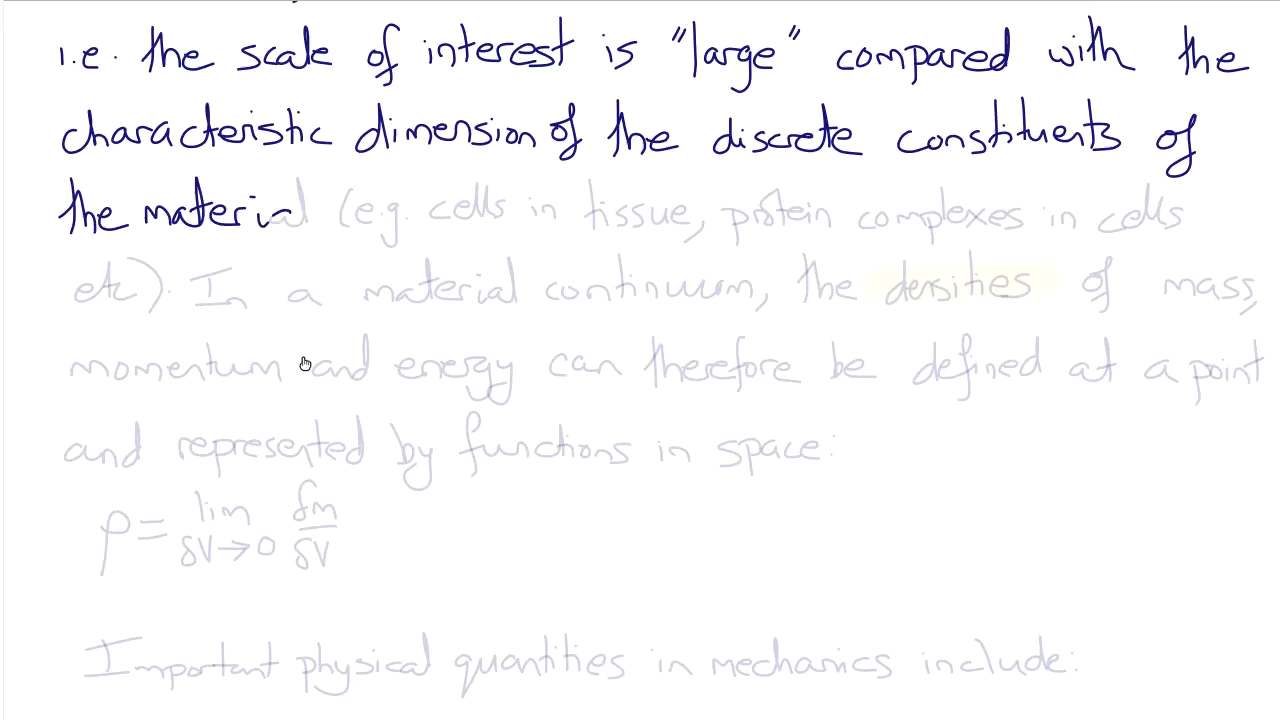 i.e. the scale of interest is "large" compared with the
characteristic dimension of the discrete constituents of
the material (e.g. cells in tissue, protein complexes in cells
etc). In a material continuum, the densities of mass,
momentum and energy can therefore be defined at a point
and represented by functions in space:
ρ = lim δm
δV→0 δV
Important physical quantities in mechanics include: